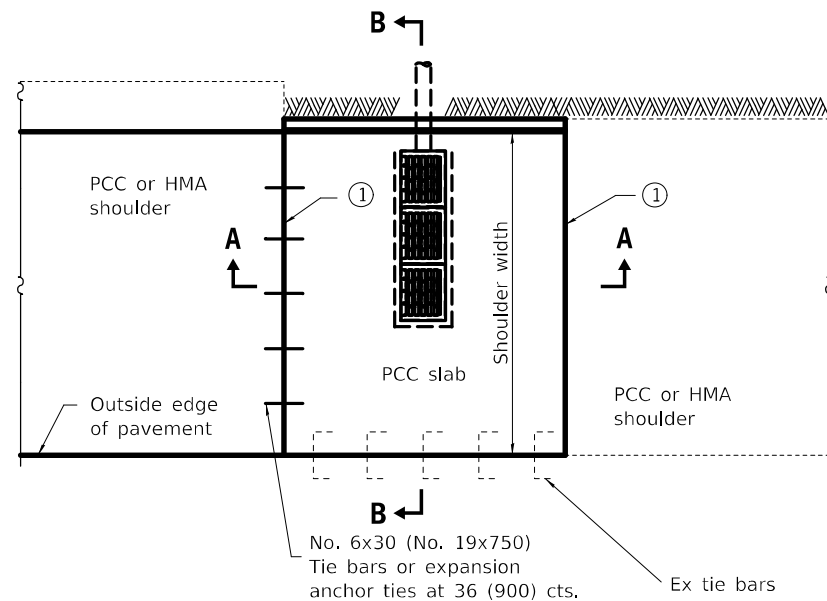 B
PCC or HMA
shoulder
①
①
A
A
Shoulder width
PCC slab
PCC or HMA
shoulder
Outside edge
of pavement
B
No. 6x30 (No. 19x750)
Tie bars or expansion
anchor ties at 36 (900) cts.
Ex tie bars